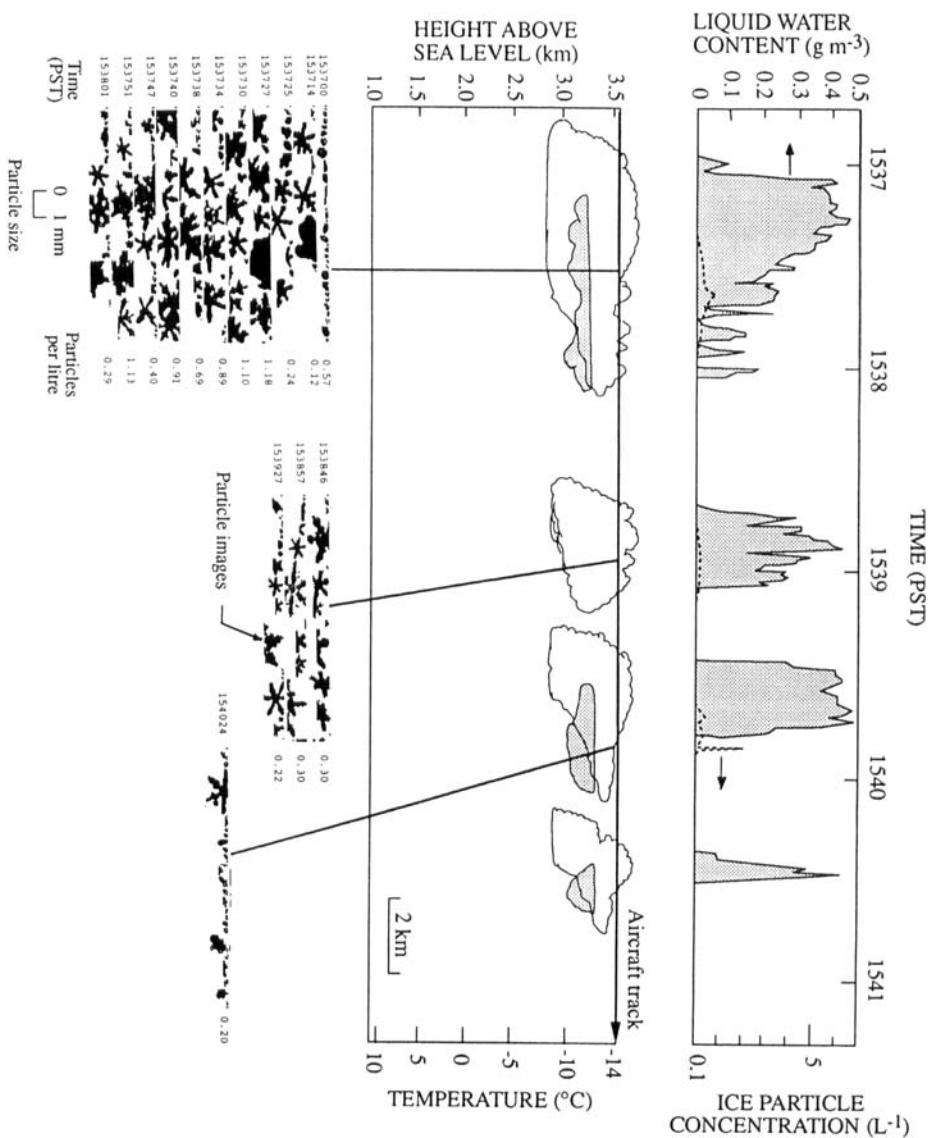 LIQUID WATER
CONTENT (g m-3)
0 0.1 0.2 0.3 0.4 0.5
TIME (PST)
1537
1538
1539
1540
1541
0.1 5
ICE PARTICLE
CONCENTRATION (L-1)
HEIGHT ABOVE
SEA LEVEL (km)
1.0 2.0 3.0 3.5
Aircraft track
2 km
10 5 0 -5 -10 -14
TEMPERATURE (°C)
Time
(PST)
Particles
per litre
153700 0.57
153714 0.12
153725 0.24
153727 1.18
153730 1.10
153734 0.89
153738 0.69
153740 0.91
153747 0.40
153751 1.13
153801 0.29
0 1 mm
Particle size
153846 0.30
153857 0.30
153927 0.22
Particle images
154024 0.20